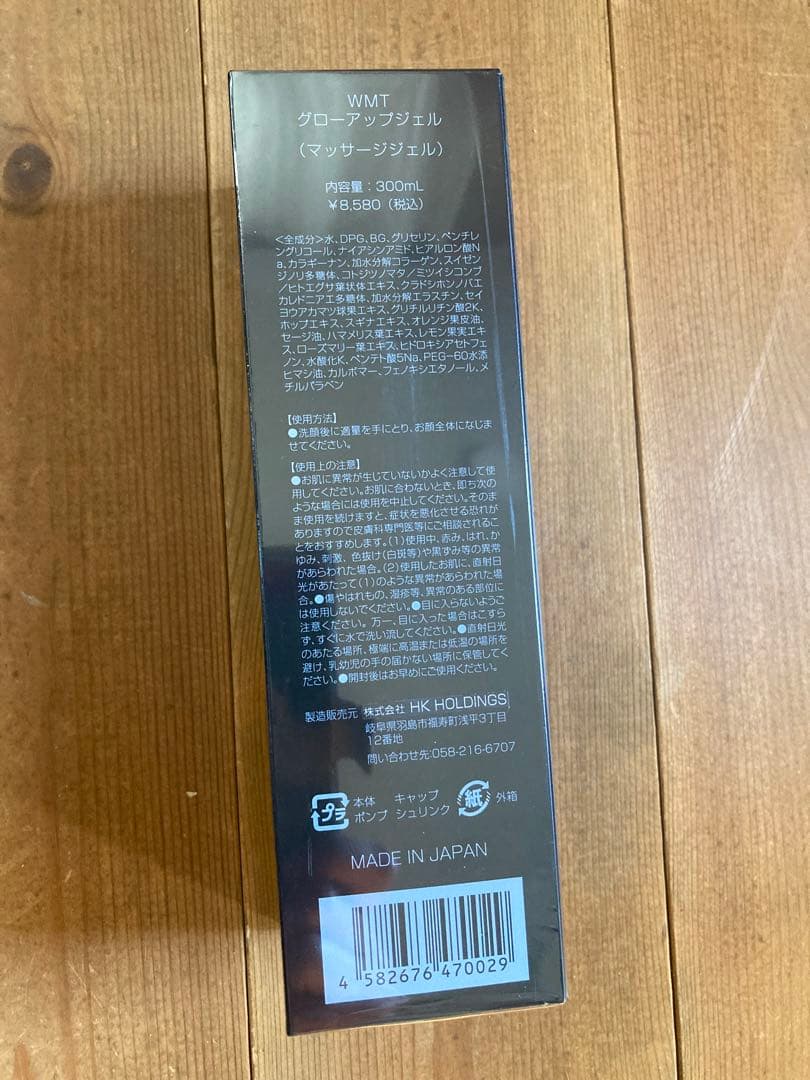 WMT
グローアップジェル
（マッサージジェル）
内容量：300mL
￥8,580（税込）
＜全成分＞水、DPG、BG、グリセリン、ペンチレ
ングリコール、ナイアシンアミド、ヒアルロン酸N
a、カラギーナン、加水分解コラーゲン、スイゼン
ジノリ多糖体、コトジツノマタ／ミツイシコンブ
／ヒトエグサ葉状体エキス、クラドシホンノバエ
カレドニアエ多糖体、加水分解エラスチン、セイ
ヨウアカマツ球果エキス、グリチルリチン酸2K、
ホップエキス、スギナエキス、オレンジ果皮油、
セージ油、ハマメリス葉エキス、レモン果実エキ
ス、ローズマリー葉エキス、ヒドロキシアセトフェ
ノン、水酸化K、ペンテト酸5Na、PEG-60水添
ヒマシ油、カルボマー、フェノキシエタノール、メ
チルパラベン
【使用方法】
●洗顔後に適量を手にとり、お顔全体になじま
せてください。
【使用上の注意】
●お肌に異常が生じていないかよく注意して使
用してください。お肌に合わないとき、即ち次の
ような場合には使用を中止してください。そのま
ま使用を続けますと、症状を悪化させる恐れが
ありますので皮膚科専門医等にご相談されるこ
とをおすすめします。(1)使用中、赤み、はれ、か
ゆみ、刺激、色抜け(白斑等)や黒ずみ等の異常
があらわれた場合。(2)使用したお肌に、直射日
光があたって(1)のような異常があらわれた場
合。●傷やはれもの、湿疹等、異常のある部位に
は使用しないでください。●目に入らないようご
注意ください。万一、目に入った場合はこすら
ず、すぐに水で洗い流してください。●直射日光
のあたる場所、極端に高温または低温の場所を
避け、乳幼児の手の届かない場所に保管してく
ださい。●開封後はお早めにご使用ください。
製造販売元 株式会社 HK HOLDINGS
岐阜県羽島市福寿町浅平3丁目
12番地
問い合わせ先:058-216-6707
プラ 本体 キャップ 紙 外箱
ポンプ シュリンク
MADE IN JAPAN
4 582676 470029